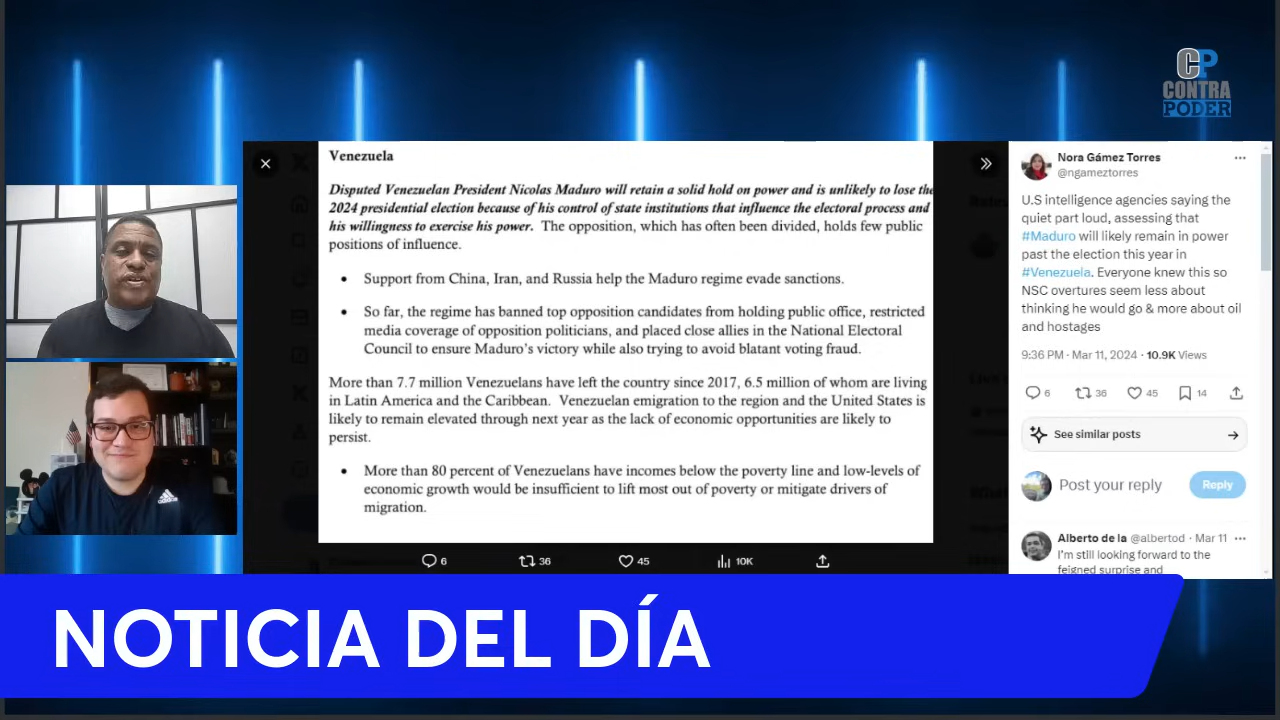 CP
CONTRA
PODER
Venezuela
Disputed Venezuelan President Nicolas Maduro will retain a solid hold on power and is unlikely to lose the
2024 presidential election because of his control of state institutions that influence the electoral process and
his willingness to exercise his power. The opposition, which has often been divided, holds few public
positions of influence.
• Support from China, Iran, and Russia help the Maduro regime evade sanctions.
• So far, the regime has banned top opposition candidates from holding public office, restricted
media coverage of opposition politicians, and placed close allies in the National Electoral
Council to ensure Maduro's victory while also trying to avoid blatant voting fraud.
More than 7.7 million Venezuelans have left the country since 2017, 6.5 million of whom are living
in Latin America and the Caribbean. Venezuelan emigration to the region and the United States is
likely to remain elevated through next year as the lack of economic opportunities are likely to
persist.
• More than 80 percent of Venezuelans have incomes below the poverty line and low-levels of
economic growth would be insufficient to lift most out of poverty or mitigate drivers of
migration.
6 36 45 10K
Nora Gámez Torres
@ngameztorres
U.S intelligence agencies saying the
quiet part loud, assessing that
#Maduro will likely remain in power
past the election this year in
#Venezuela. Everyone knew this so
NSC overtures seem less about
thinking he would go & more about oil
and hostages
9:36 PM · Mar 11, 2024 · 10.9K Views
6 36 45 14
See similar posts
Post your reply Reply
Alberto de la @albertod · Mar 11
I'm still looking forward to the
feigned surprise and
NOTICIA DEL DÍA